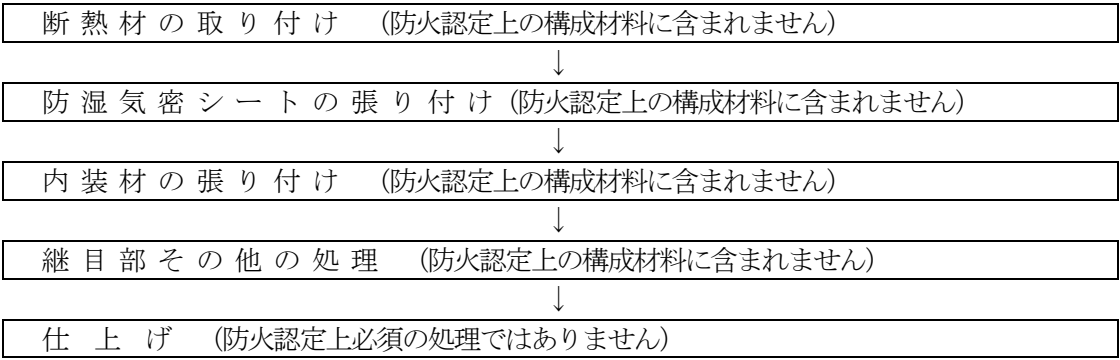 断熱材の取り付け (防火認定上の構成材料に含まれません)
↓
防湿気密シートの張り付け (防火認定上の構成材料に含まれません)
↓
内装材の張り付け (防火認定上の構成材料に含まれません)
↓
継目部その他の処理 (防火認定上の構成材料に含まれません)
↓
仕上げ (防火認定上必須の処理ではありません)